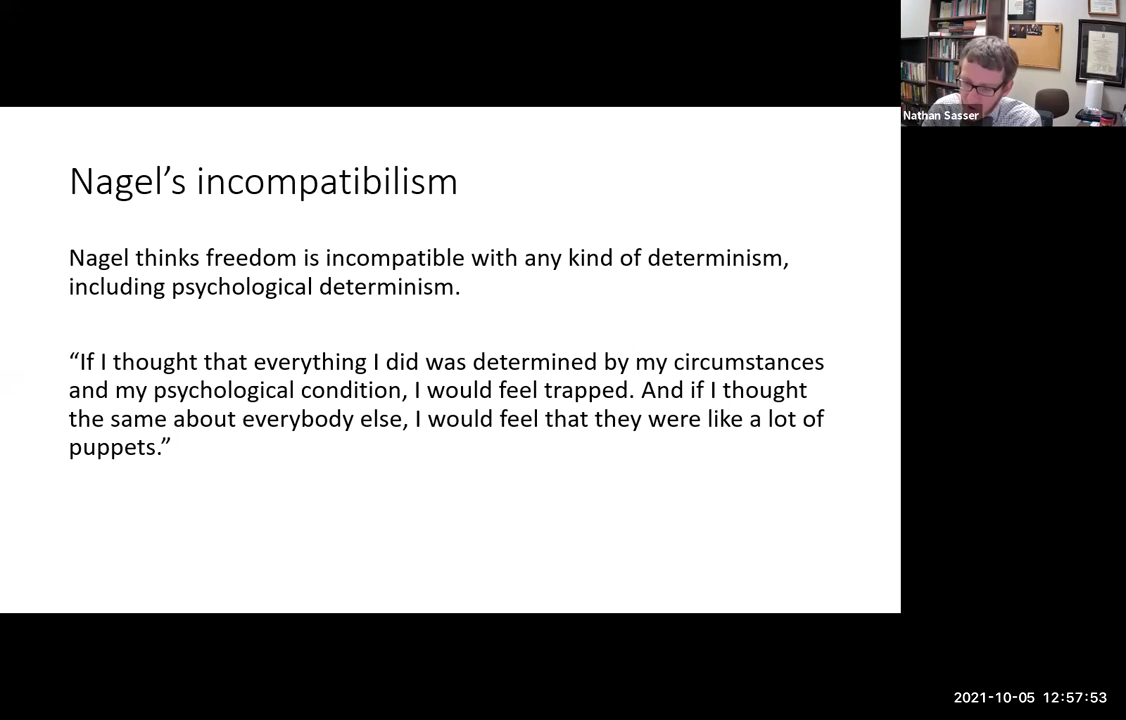 Nathan Sasser
Nagel’s incompatibilism
Nagel thinks freedom is incompatible with any kind of determinism,
including psychological determinism.
“If I thought that everything I did was determined by my circumstances
and my psychological condition, I would feel trapped. And if I thought
the same about everybody else, I would feel that they were like a lot of
puppets.”
2021-10-05 12:57:53